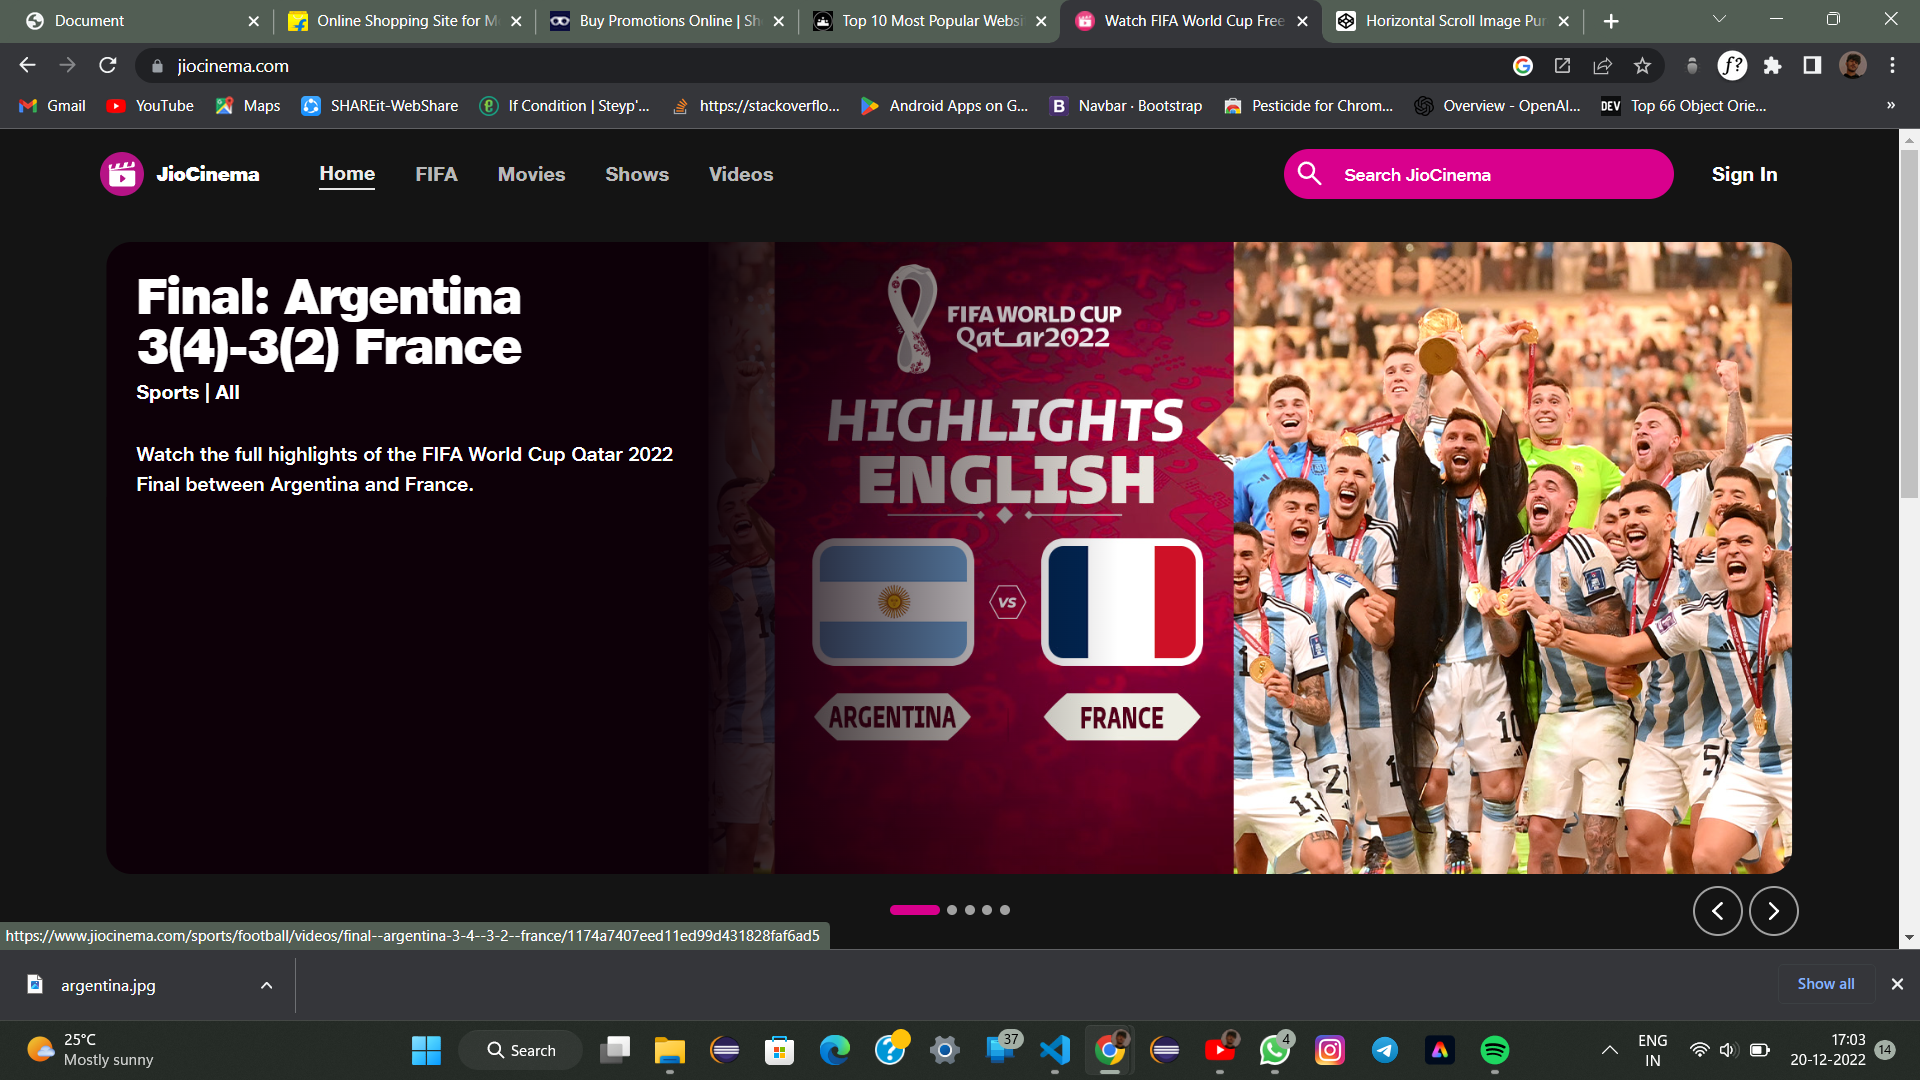 Document
Online Shopping Site for M
Buy Promotions Online | Sh
Top 10 Most Popular Websi
Watch FIFA World Cup Free
Horizontal Scroll Image Pur
jiocinema.com
f?
Gmail
YouTube
Maps
SHAREit-WebShare
If Condition | Steyp'...
https://stackoverflo...
Android Apps on G...
B
Navbar · Bootstrap
Pesticide for Chrom...
Overview - OpenAI...
DEV
Top 66 Object Orie...
»
JioCinema
Home
FIFA
Movies
Shows
Videos
Search JioCinema
Sign In
Final: Argentina
3(4)-3(2) France
Sports | All
Watch the full highlights of the FIFA World Cup Qatar 2022
Final between Argentina and France.
FIFA WORLD CUP
Qatar2022
HIGHLIGHTS
ENGLISH
VS
ARGENTINA
FRANCE
10
7
5
21
11
https://www.jiocinema.com/sports/football/videos/final--argentina-3-4--3-2--france/1174a7407eed11ed99d431828faf6ad5
argentina.jpg
Show all
25°C
Mostly sunny
Search
37
4
ENG
IN
17:03
20-12-2022
14